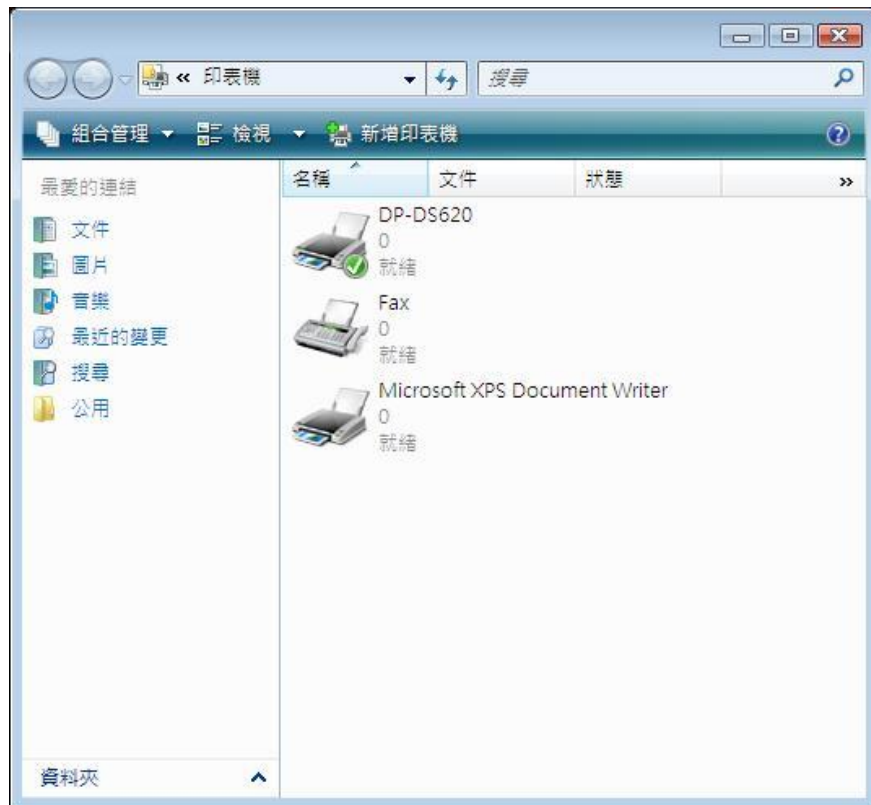 « 印表機
搜尋
組合管理 檢視 新增印表機
最愛的連結
文件
圖片
音樂
最近的變更
搜尋
公用
資料夾
名稱 文件 狀態 »
DP-DS620
0
就緒
Fax
0
就緒
Microsoft XPS Document Writer
0
就緒